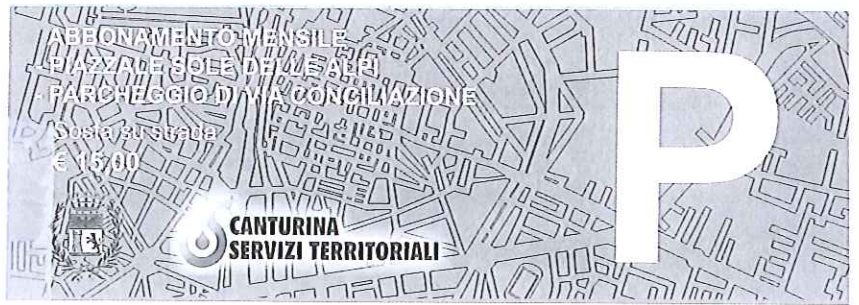 ABBONAMENTO MENSILE
- PIAZZALE SOLE DELLE ALPI
- PARCHEGGIO DI VIA CONCILIAZIONE
Sosta su strada
€ 15,00
P
CANTURINA
SERVIZI TERRITORIALI